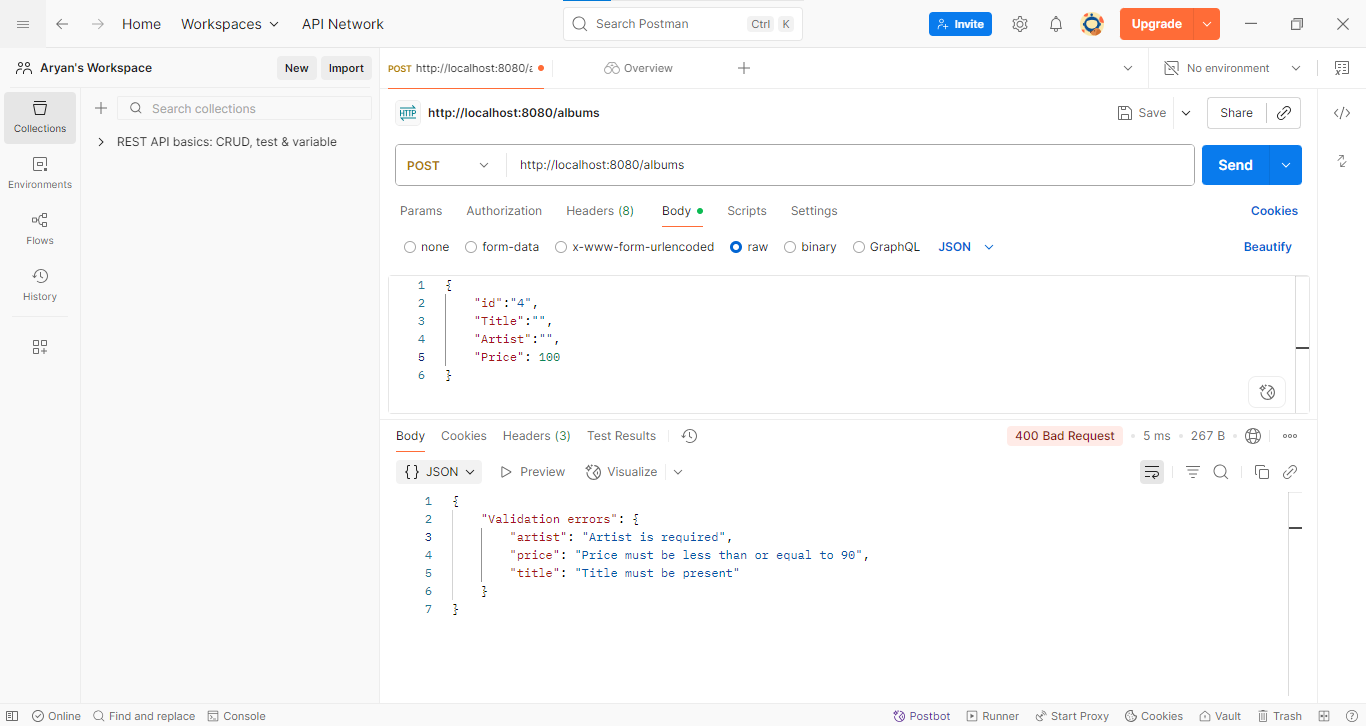 Home Workspaces API Network Search Postman Ctrl K Invite Upgrade
Aryan's Workspace New Import POST http://localhost:8080/a Overview No environment
HTTP http://localhost:8080/albums Save Share
Collections
Search collections
REST API basics: CRUD, test & variable
Environments
Flows
History
POST http://localhost:8080/albums Send
Params Authorization Headers (8) Body Scripts Settings Cookies
none form-data x-www-form-urlencoded raw binary GraphQL JSON Beautify
1 {
2 "id":"4",
3 "Title":"",
4 "Artist":"",
5 "Price": 100
6 }
Body Cookies Headers (3) Test Results 400 Bad Request • 5 ms • 267 B •
{} JSON Preview Visualize
1 {
2 "Validation errors": {
3 "artist": "Artist is required",
4 "price": "Price must be less than or equal to 90",
5 "title": "Title must be present"
6 }
7 }
Online Find and replace Console Postbot Runner Start Proxy Cookies Vault Trash